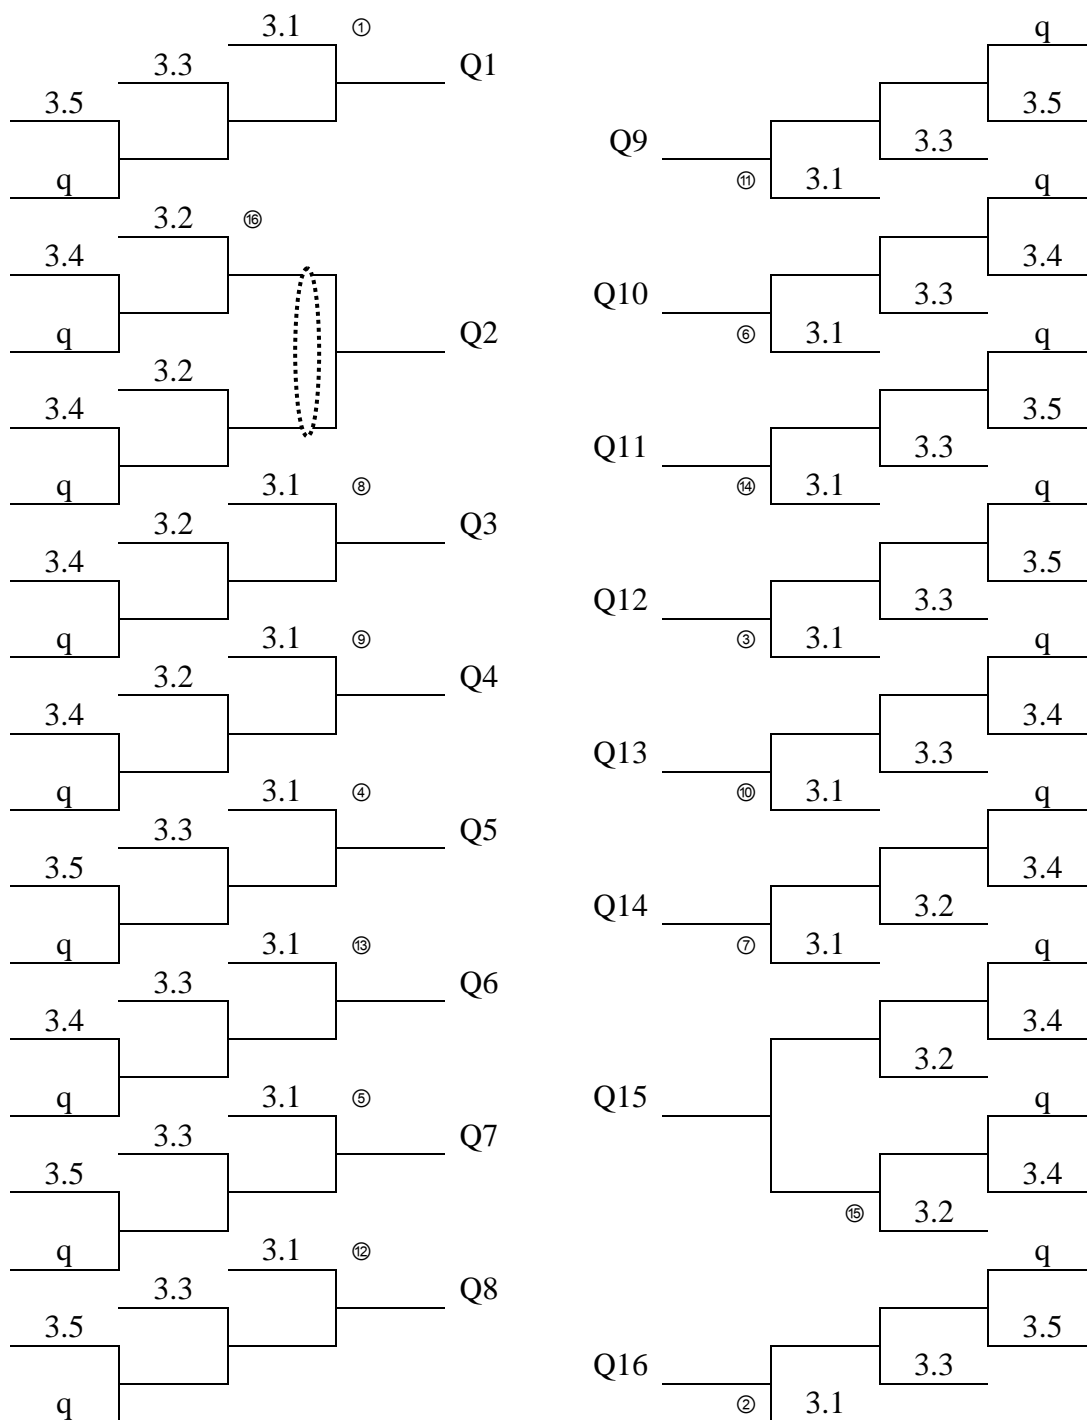 3.1 ①
3.3
Q1
3.5
q
3.2 ⑯
3.4
q
Q2
3.2
3.4
q
3.1 ⑧
3.2
Q3
3.4
q
3.1 ⑨
3.2
Q4
3.4
q
3.1 ④
3.3
Q5
3.5
q
3.1 ⑬
3.3
Q6
3.4
q
3.1 ⑤
3.3
Q7
3.5
q
3.1 ⑫
3.3
Q8
3.5
q
q
3.5
Q9
3.3
⑪ 3.1
q
3.4
Q10
3.3
⑥ 3.1
q
3.5
Q11
3.3
⑭ 3.1
q
3.5
Q12
3.3
③ 3.1
q
3.4
Q13
3.3
⑩ 3.1
q
3.4
Q14
3.2
⑦ 3.1
q
3.4
3.2
Q15
q
3.4
⑮ 3.2
q
3.5
Q16
3.3
② 3.1